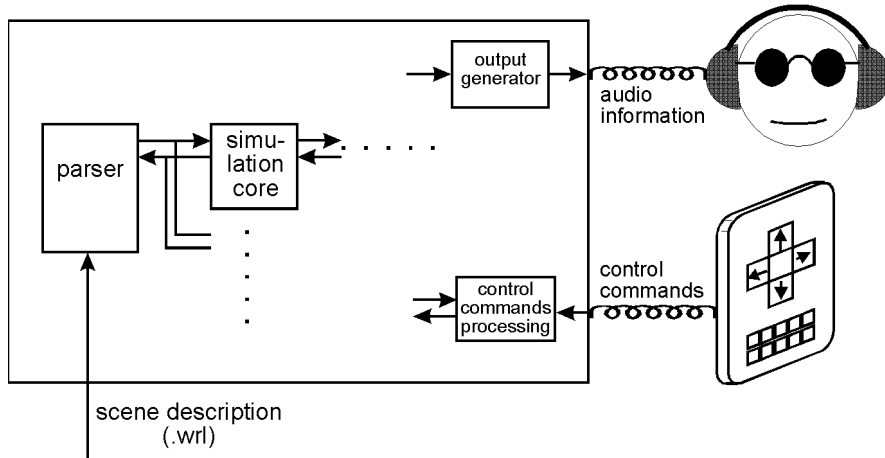 output
generator
audio
information
parser
simu-
lation
core
control
commands
processing
control
commands
scene description
(.wrl)